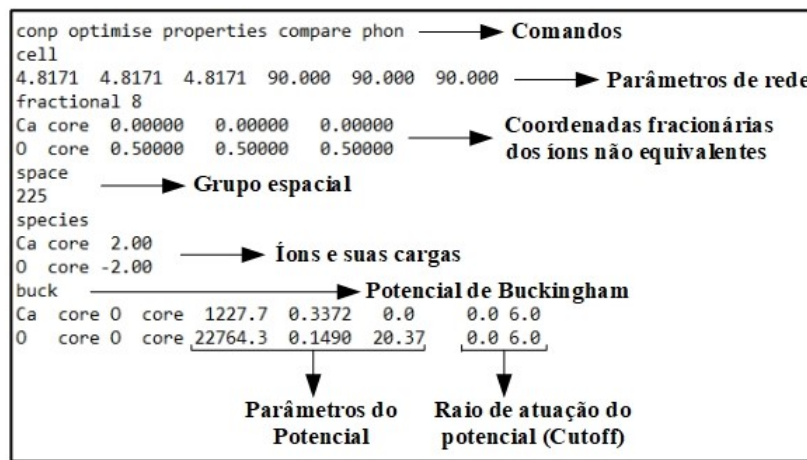 conp optimise properties compare phon Comandos
cell
4.8171 4.8171 4.8171 90.000 90.000 90.000 Parâmetros de rede
fractional 8
Ca core 0.00000 0.00000 0.00000 Coordenadas fracionárias
O core 0.50000 0.50000 0.50000 dos íons não equivalentes
space
225 Grupo espacial
species
Ca core 2.00
O core -2.00 Íons e suas cargas
buck Potencial de Buckingham
Ca core O core 1227.7 0.3372 0.0 0.0 6.0
O core O core 22764.3 0.1490 20.37 0.0 6.0
Parâmetros do Raio de atuação do
Potencial potencial (Cutoff)